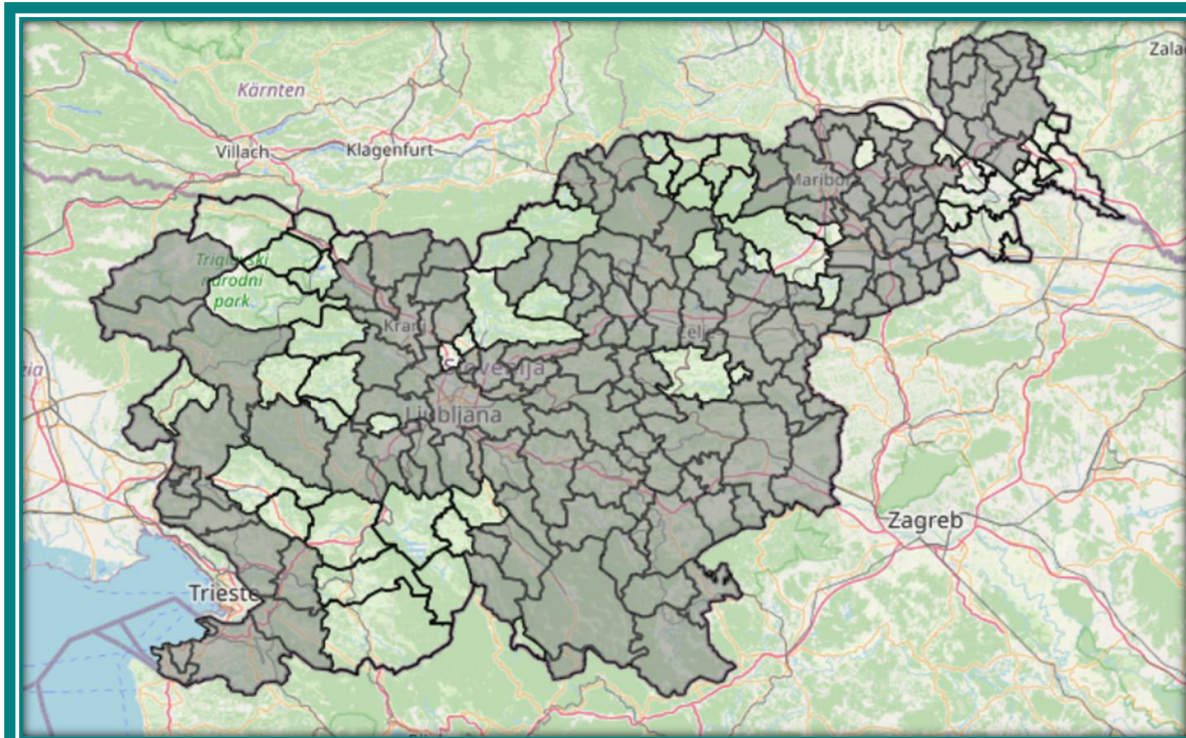 Zala
Kärnten
Villach
Klagenfurt
Maribor
Triglavski
narodni
park
Kranj
Celje
Slovenija
Ljubljana
Zagreb
Trieste